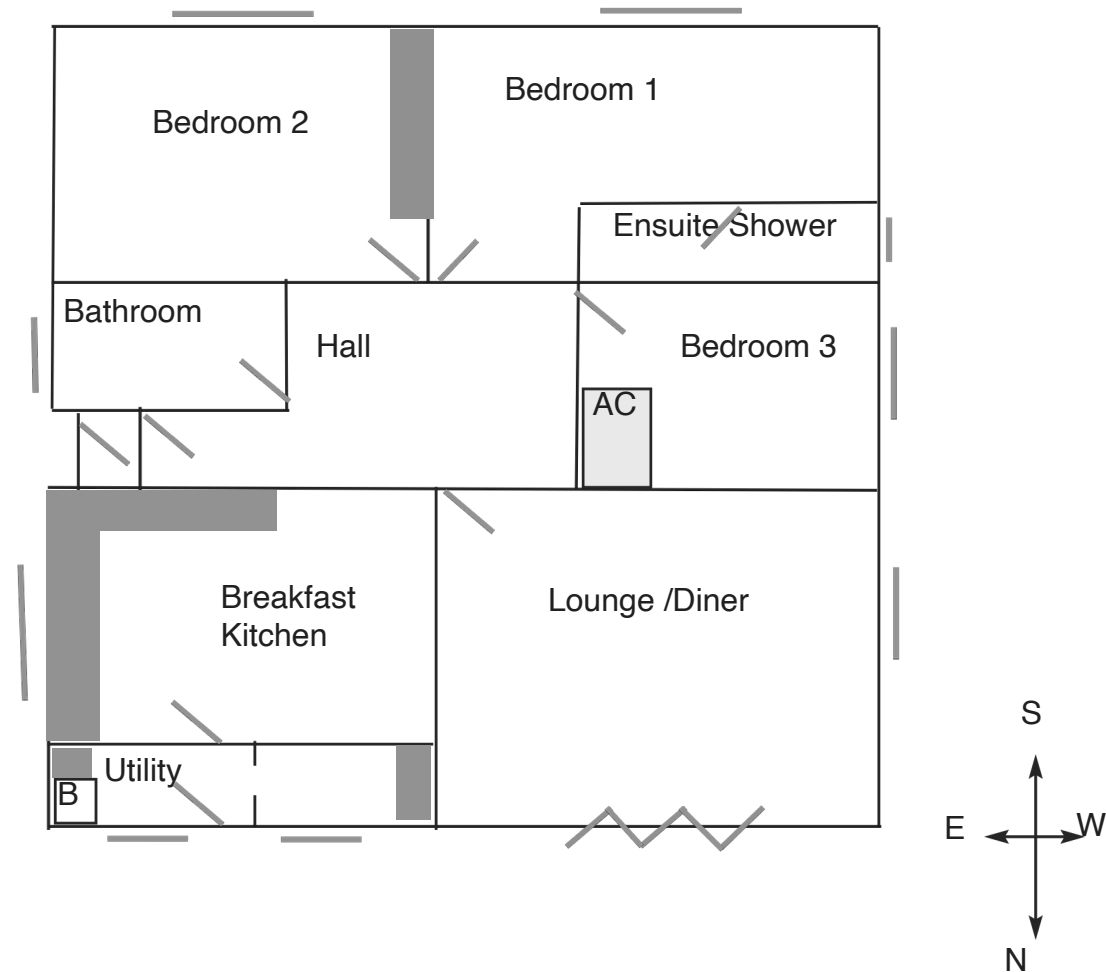 Bedroom 1
Bedroom 2
Ensuite Shower
Bathroom
Hall
Bedroom 3
AC
Breakfast
Kitchen
Lounge /Diner
Utility
B
S
E
W
N